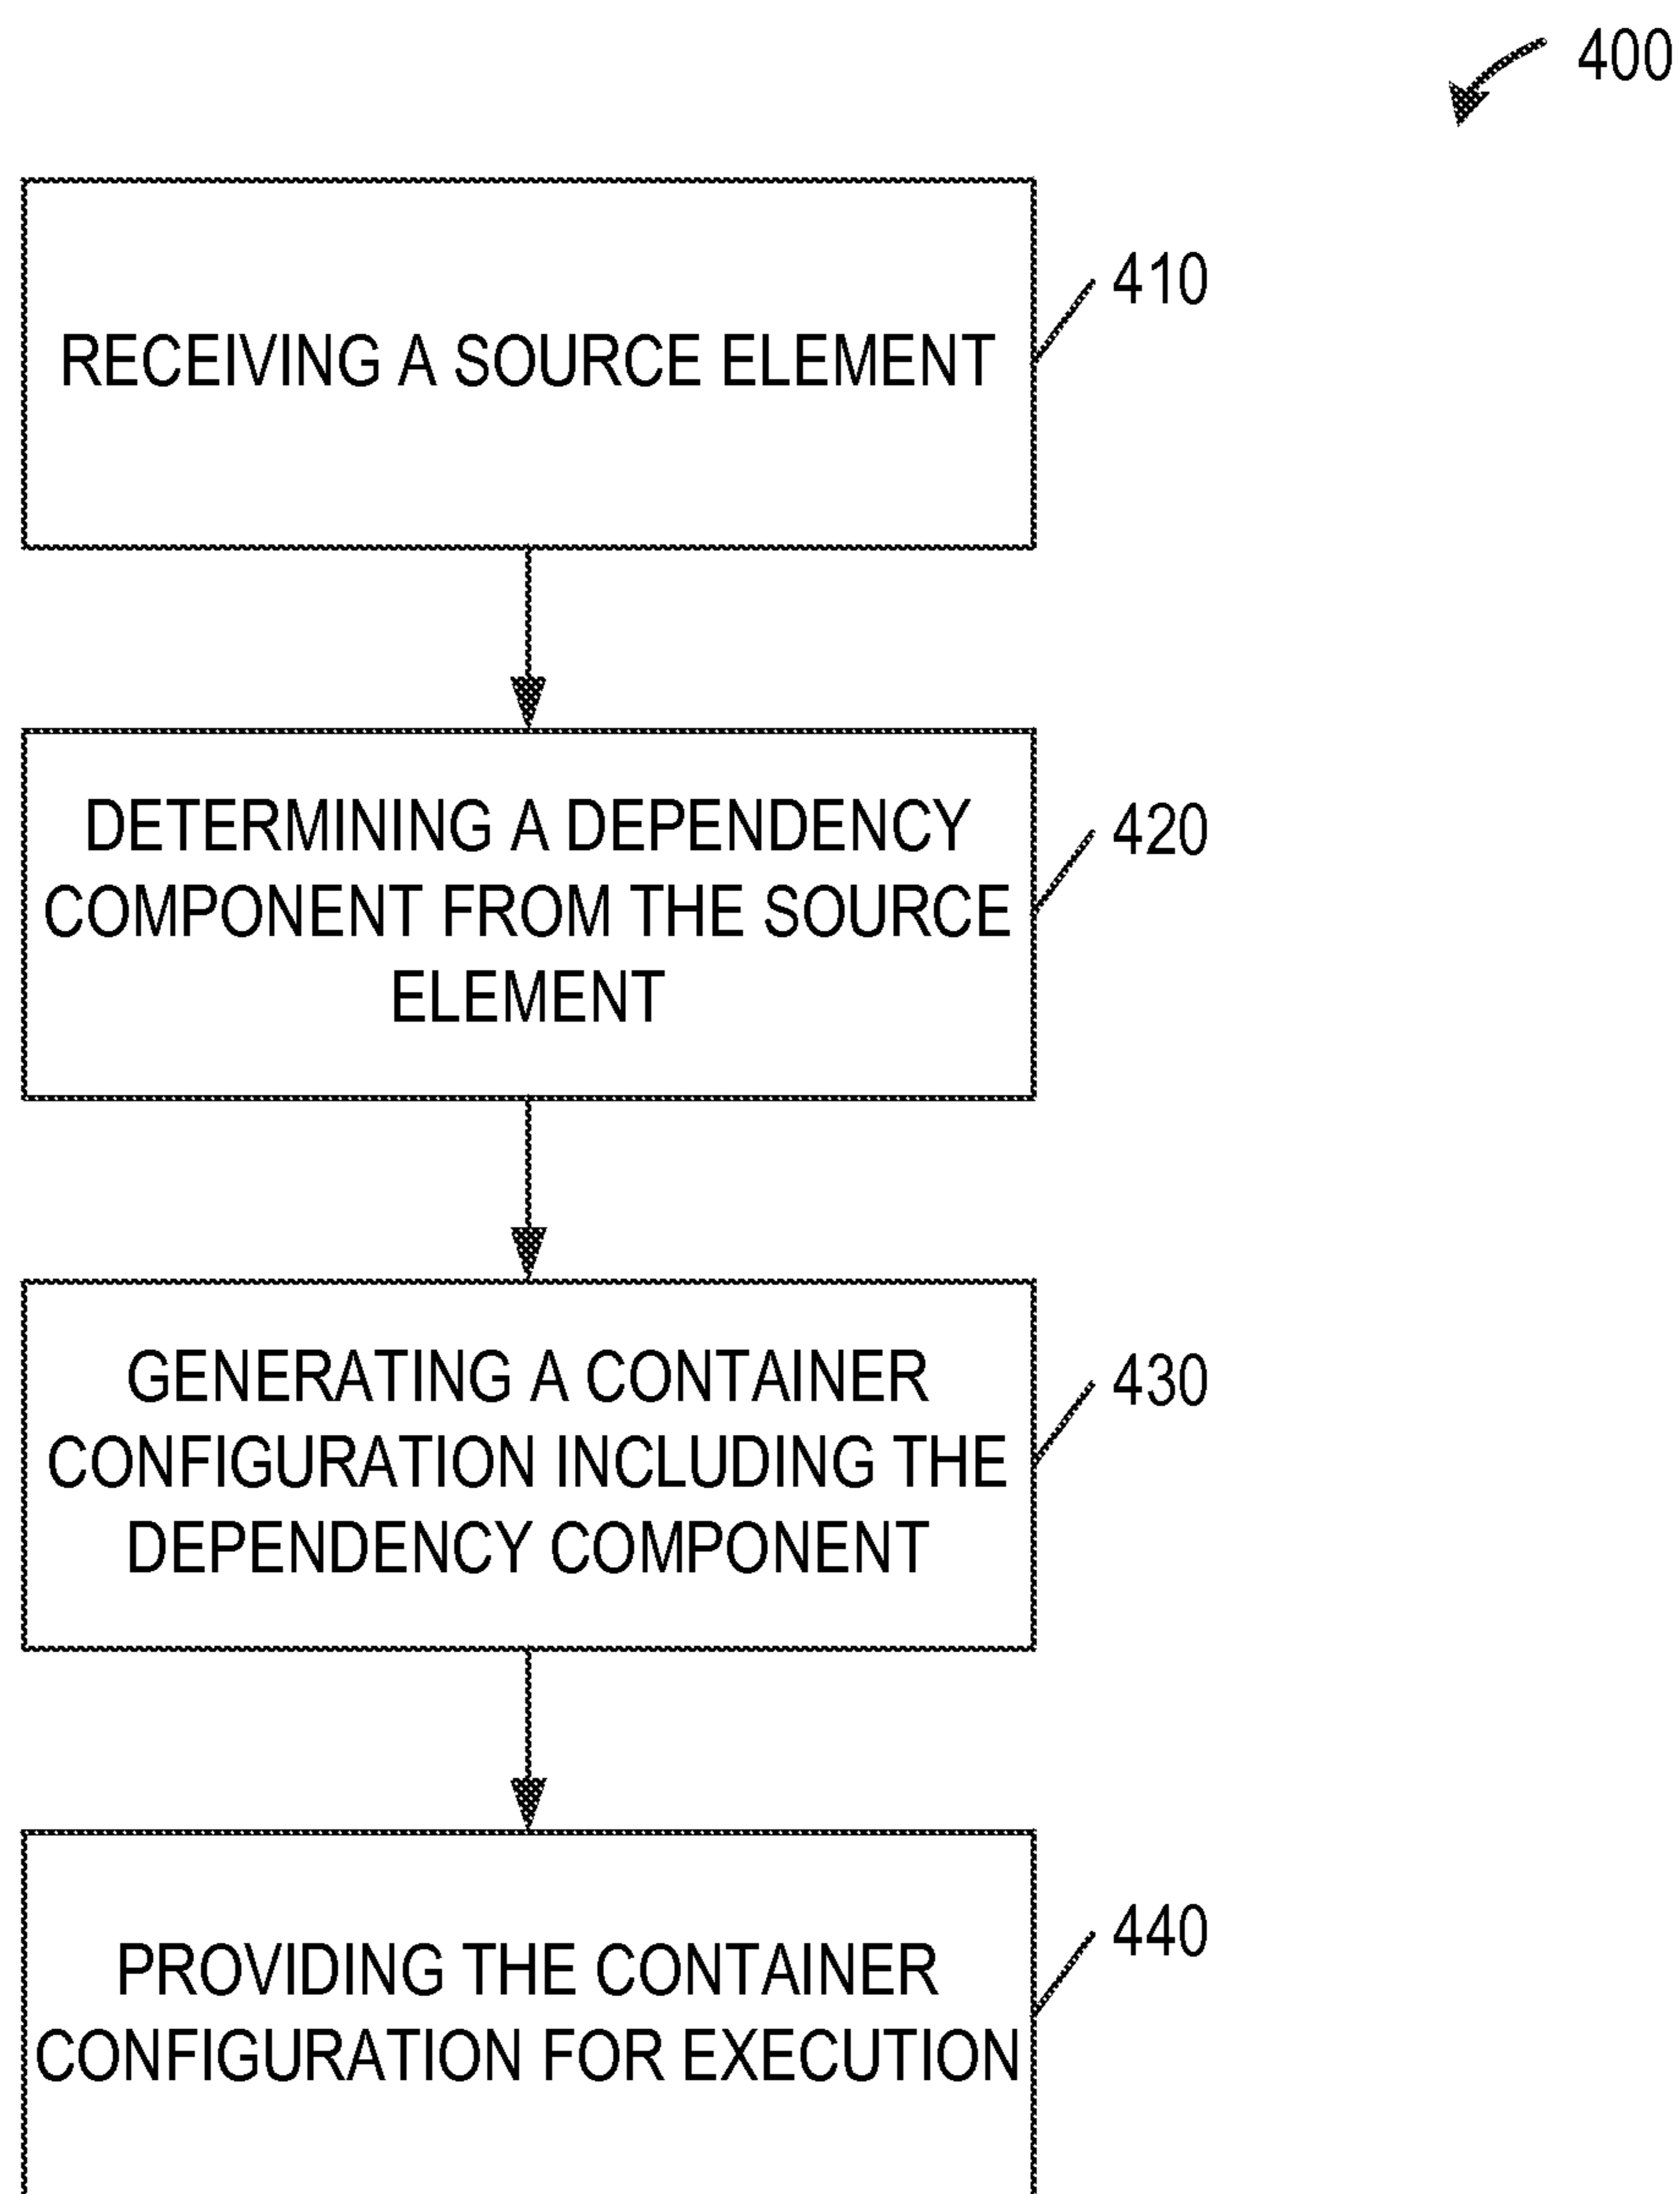 400
RECEIVING A SOURCE ELEMENT
410
DETERMINING A DEPENDENCY
COMPONENT FROM THE SOURCE
ELEMENT
420
GENERATING A CONTAINER
CONFIGURATION INCLUDING THE
DEPENDENCY COMPONENT
430
PROVIDING THE CONTAINER
CONFIGURATION FOR EXECUTION
440